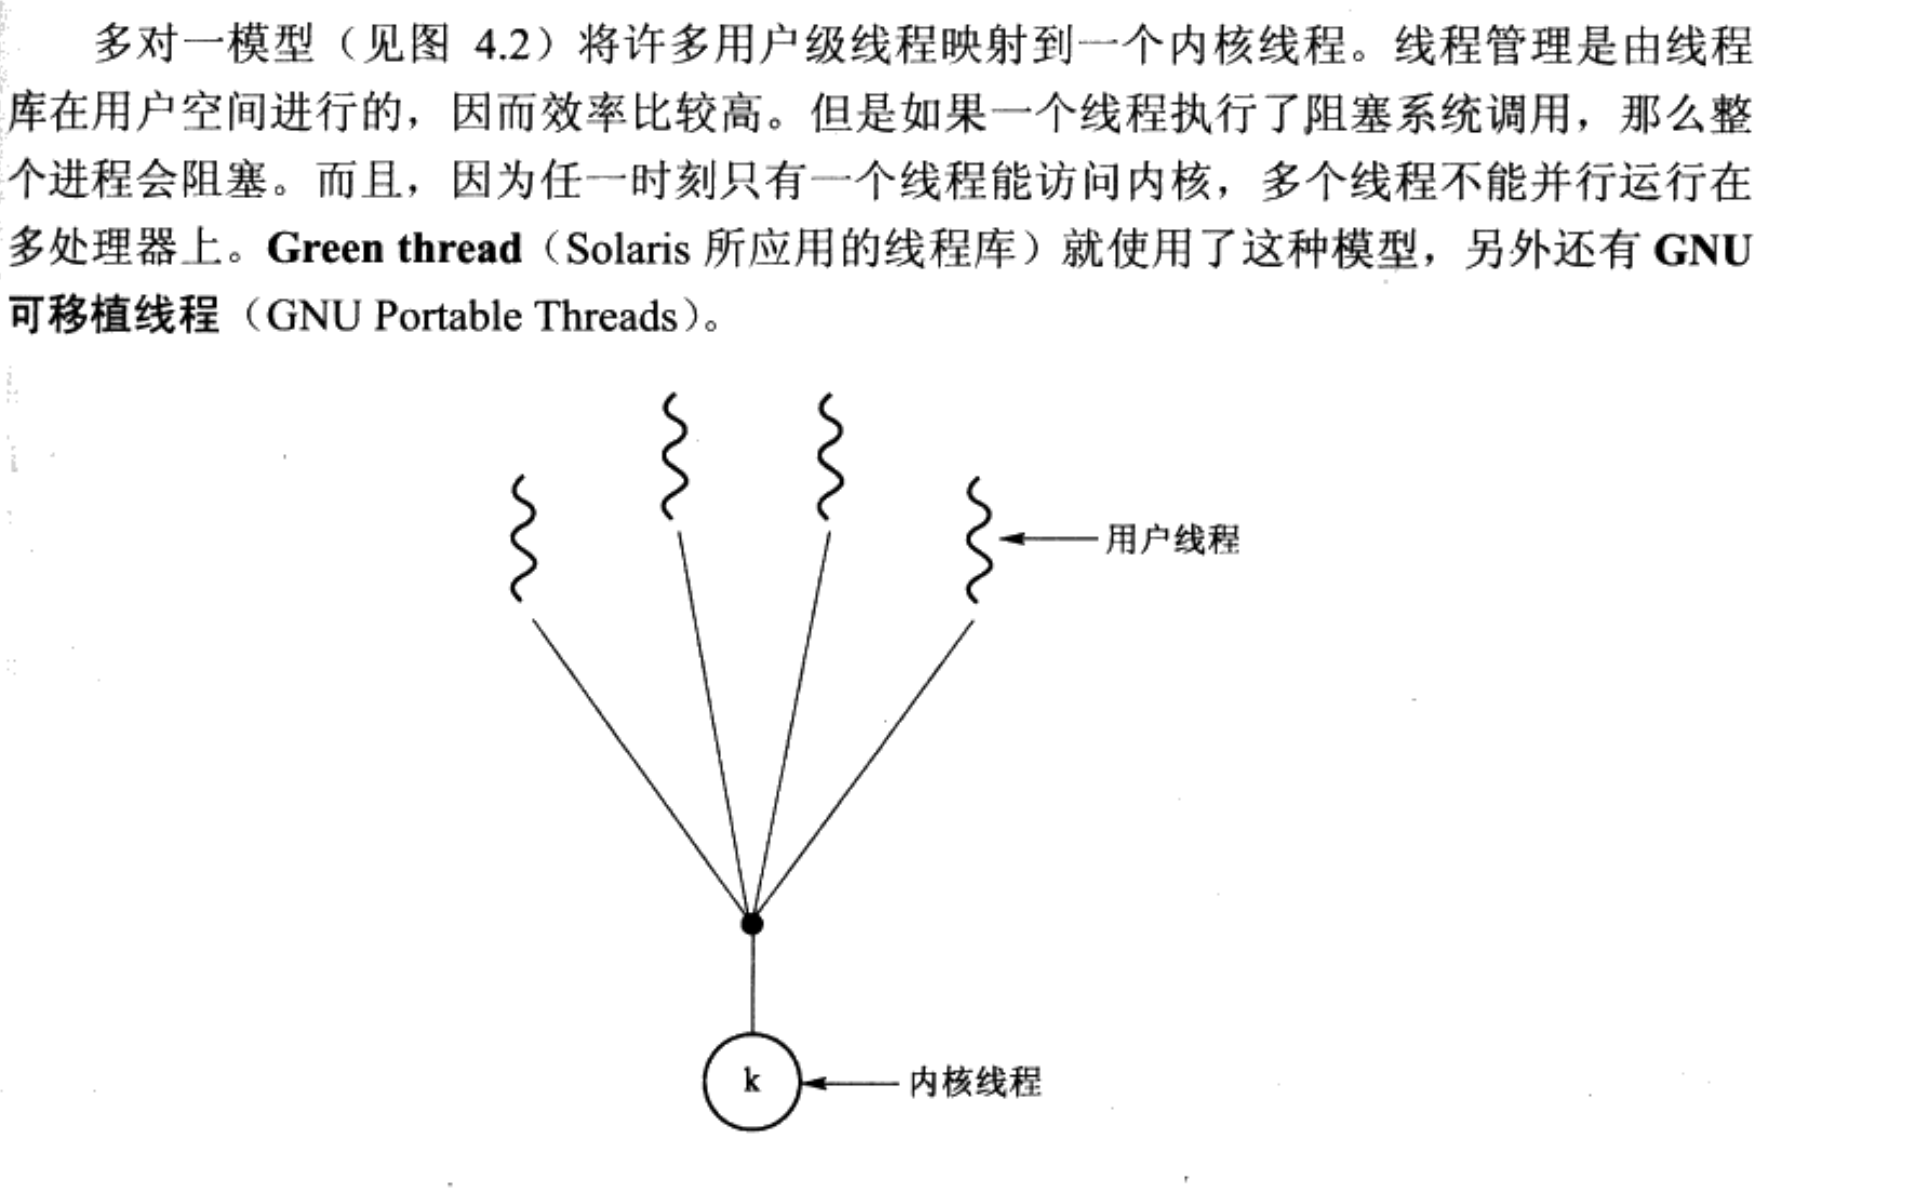 多对一模型（见图 4.2）将许多用户级线程映射到一个内核线程。线程管理是由线程
库在用户空间进行的，因而效率比较高。但是如果一个线程执行了阻塞系统调用，那么整
个进程会阻塞。而且，因为任一时刻只有一个线程能访问内核，多个线程不能并行运行在
多处理器上。Green thread（Solaris 所应用的线程库）就使用了这种模型，另外还有 GNU
可移植线程（GNU Portable Threads）。
用户线程
k
内核线程